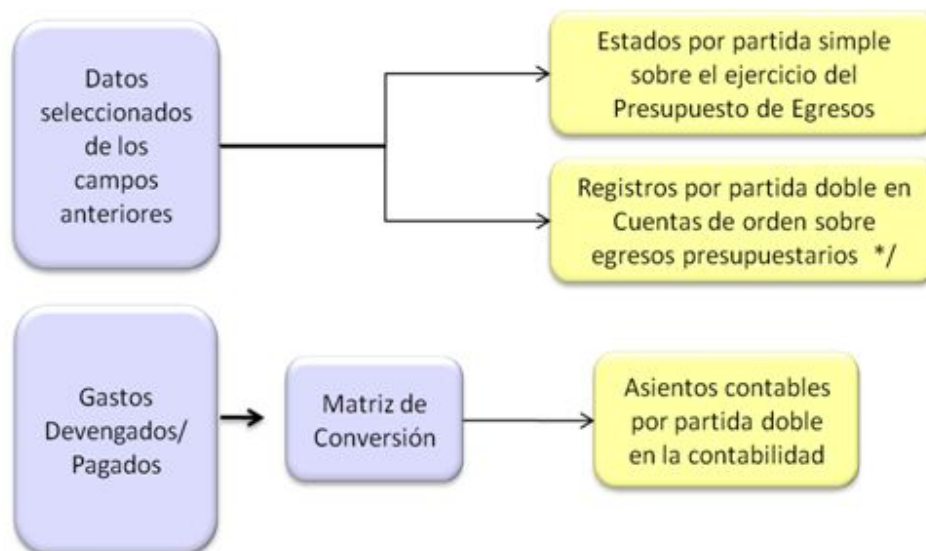 Datos
seleccionados
de los
campos
anteriores
Estados por partida simple
sobre el ejercicio del
Presupuesto de Egresos
Registros por partida doble en
Cuentas de orden sobre
egresos presupuestarios */
Gastos
Devengados/
Pagados
Matriz de
Conversión
Asientos contables
por partida doble
en la contabilidad